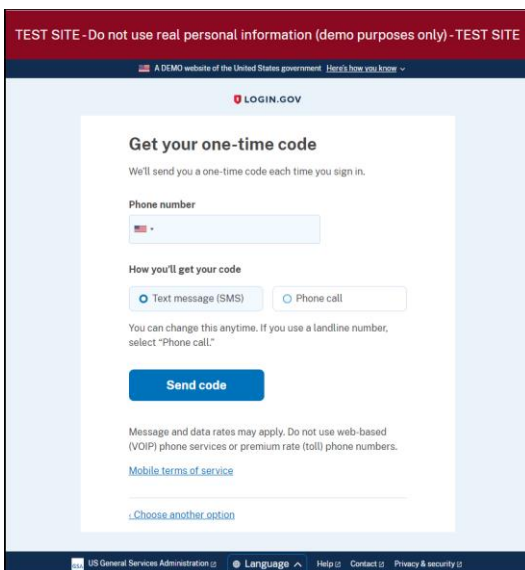 TEST SITE - Do not use real personal information (demo purposes only) - TEST SITE
A DEMO website of the United States government Here's how you know
LOGIN.GOV
Get your one-time code
We'll send you a one-time code each time you sign in.
Phone number
How you'll get your code
Text message (SMS) Phone call
You can change this anytime. If you use a landline number,
select “Phone call.”
Send code
Message and data rates may apply. Do not use web-based
(VOIP) phone services or premium rate (toll) phone numbers.
Mobile terms of service
‹ Choose another option
GSA US General Services Administration Language Help Contact Privacy & security